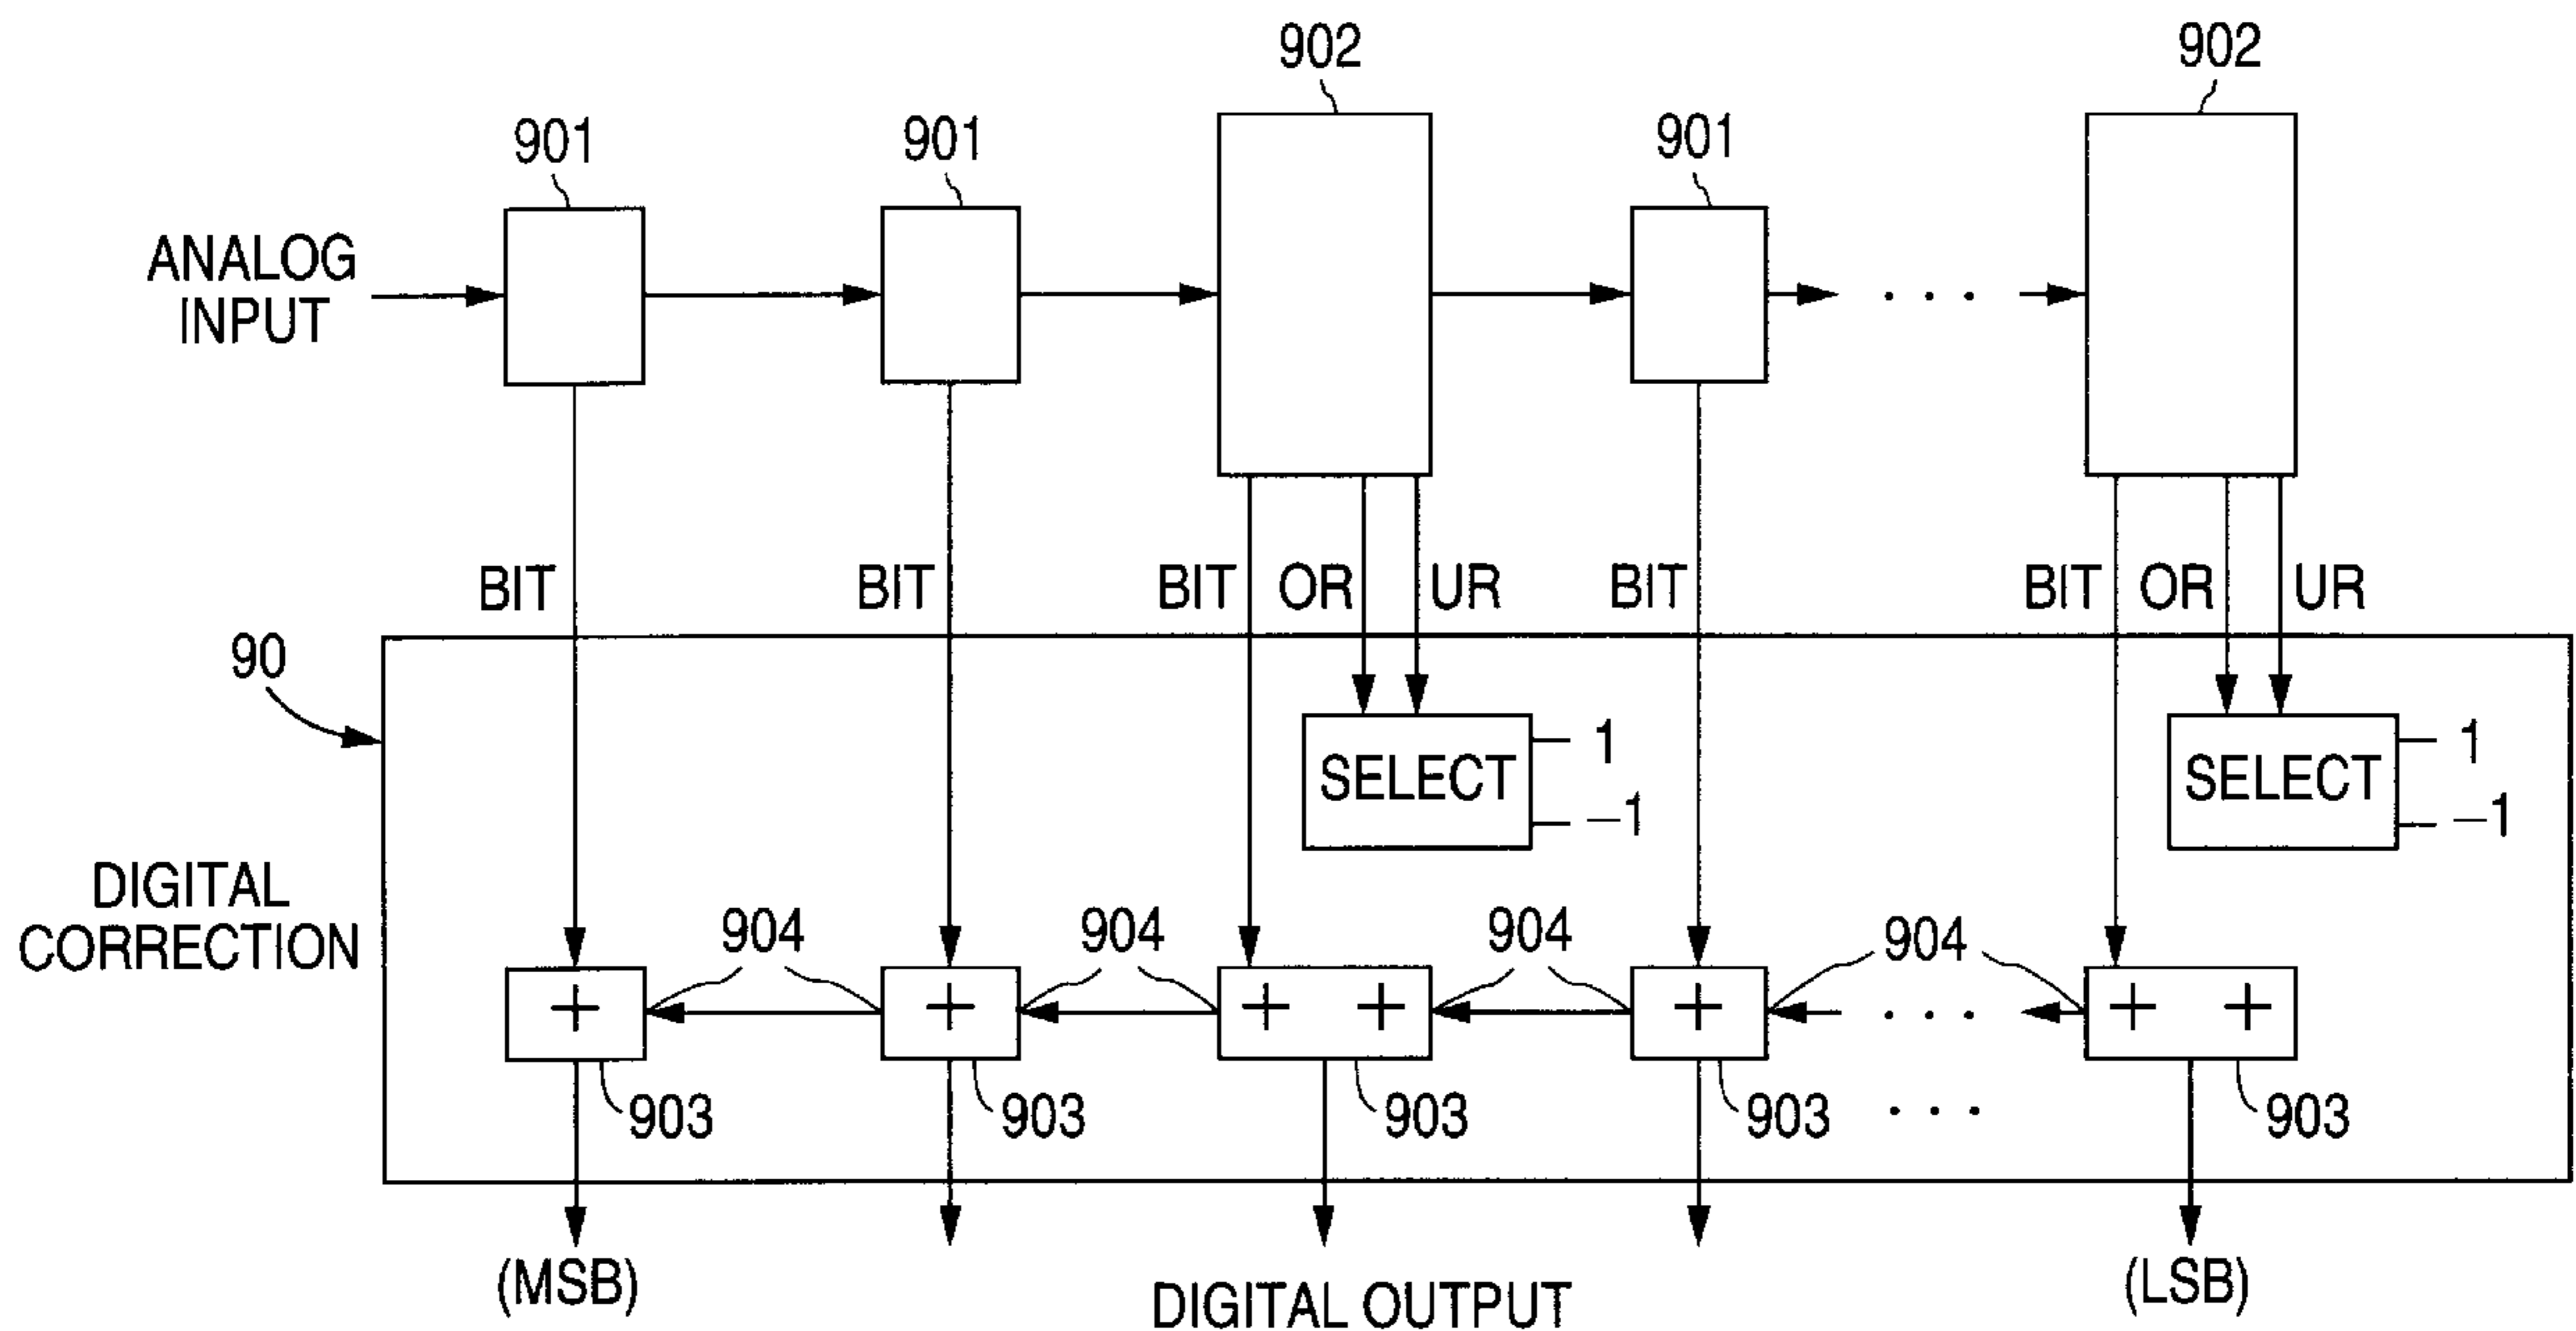 902 902
901 901 901
ANALOG
INPUT
. . .
BIT BIT BIT OR UR BIT BIT OR UR
90
SELECT 1 SELECT 1
–1 –1
DIGITAL
CORRECTION
904 904 904 904
+ + + + + . . . + +
903 903 903 903 . . . 903
(MSB) DIGITAL OUTPUT (LSB)